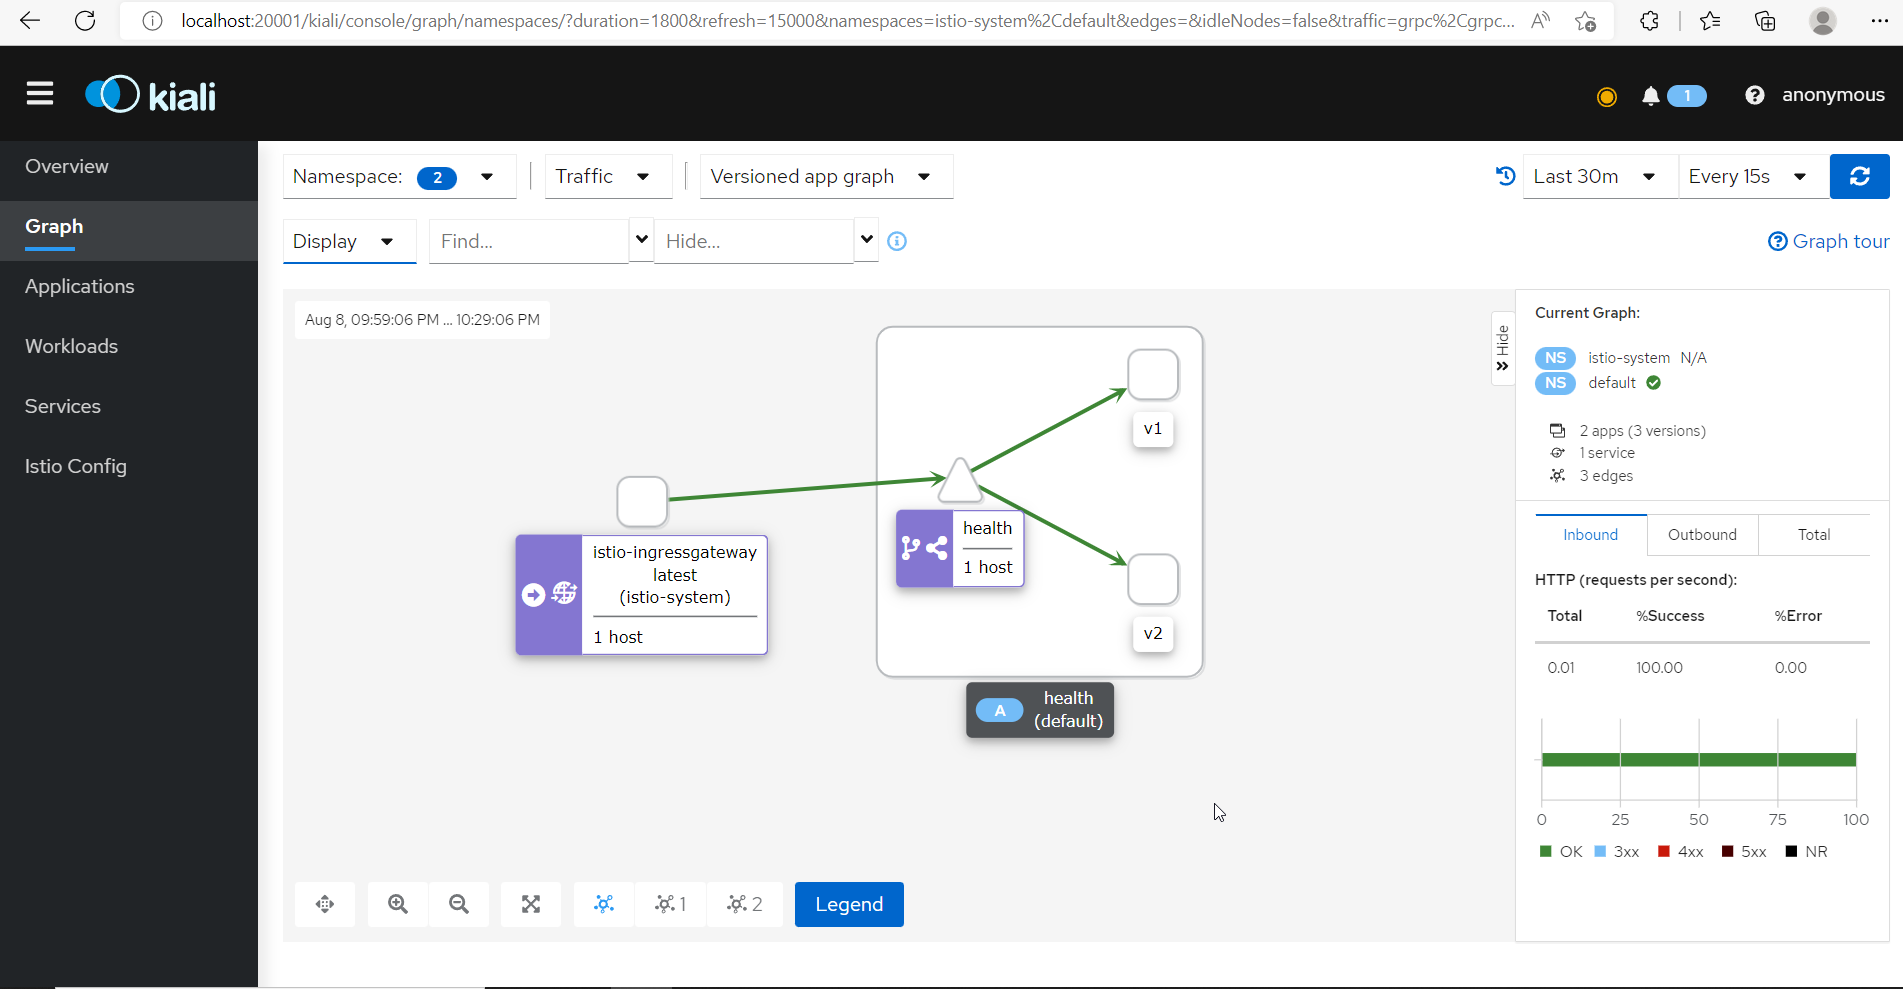 localhost:20001/kiali/console/graph/namespaces/?duration=1800&refresh=15000&namespaces=istio-system%2Cdefault&edges=&idleNodes=false&traffic=grpc%2Cgrpc...
kiali
1
anonymous
Overview
Graph
Applications
Workloads
Services
Istio Config
Namespace: 2
Traffic
Versioned app graph
Last 30m
Every 15s
Display
Find...
Hide...
Graph tour
Aug 8, 09:59:06 PM ... 10:29:06 PM
istio-ingressgateway
latest
(istio-system)
1 host
health
1 host
v1
v2
A
health
(default)
Hide
Current Graph:
NS istio-system N/A
NS default
2 apps (3 versions)
1 service
3 edges
Inbound Outbound Total
HTTP (requests per second):
Total %Success %Error
0.01 100.00 0.00
0 25 50 75 100
OK 3xx 4xx 5xx NR
1
2
Legend